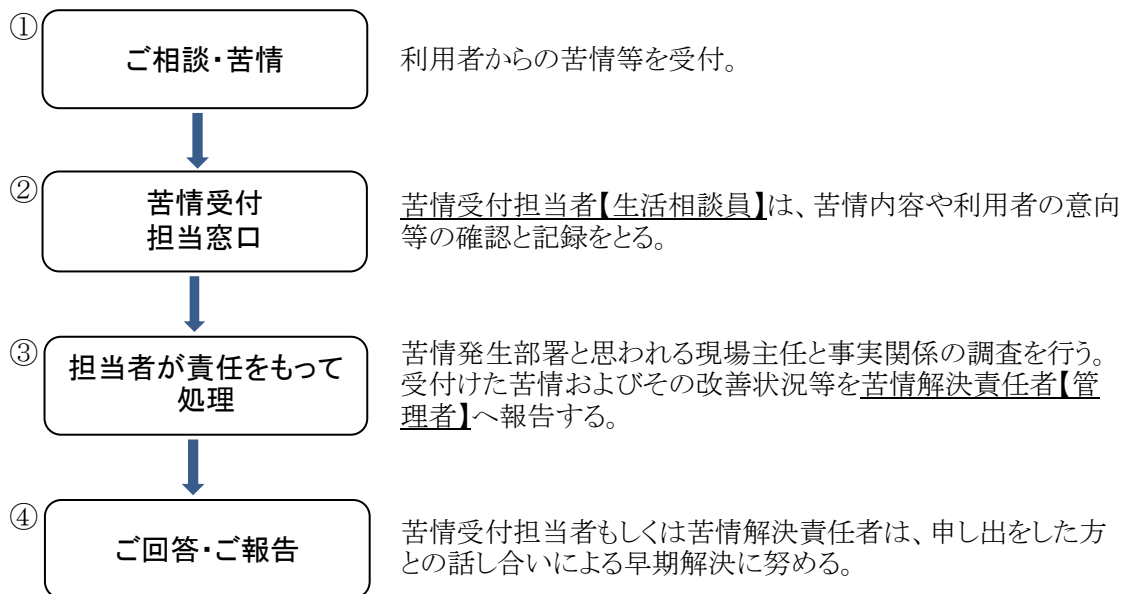 ①
ご相談・苦情
利用者からの苦情等を受付。
②
苦情受付
担当窓口
苦情受付担当者【生活相談員】は、苦情内容や利用者の意向
等の確認と記録をとる。
③
担当者が責任をもって
処理
苦情発生部署と思われる現場主任と事実関係の調査を行う。
受付けた苦情およびその改善状況等を苦情解決責任者【管
理者】へ報告する。
④
ご回答・ご報告
苦情受付担当者もしくは苦情解決責任者は、申し出をした方
との話し合いによる早期解決に努める。